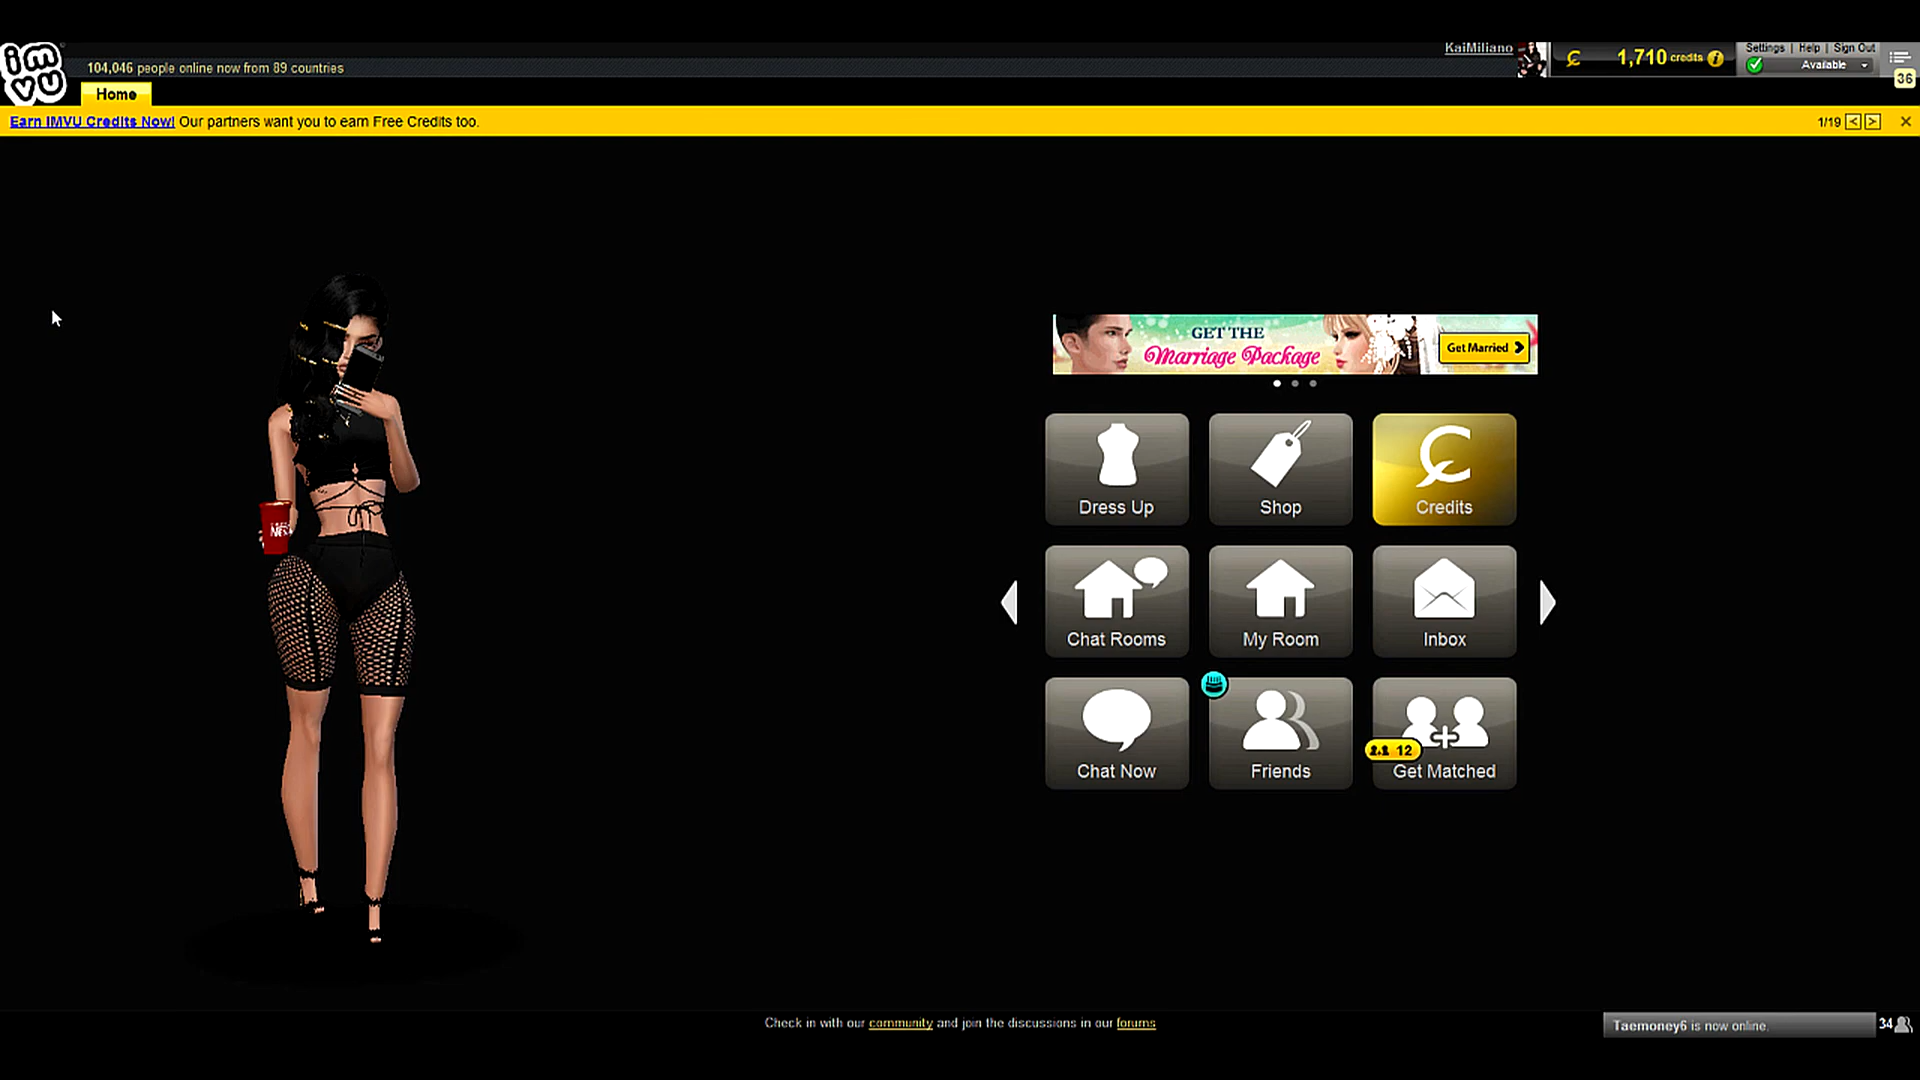 imvu
104,046 people online now from 89 countries
KaiMiliano
1,710 credits
Settings | Help | Sign Out
Available
36
Home
Earn IMVU Credits Now! Our partners want you to earn Free Credits too.
1/19 < >
GET THE
Marriage Package
Get Married
Dress Up
Shop
Credits
Chat Rooms
My Room
Inbox
Chat Now
Friends
12
Get Matched
Check in with our community and join the discussions in our forums
Taemoney6 is now online.
34